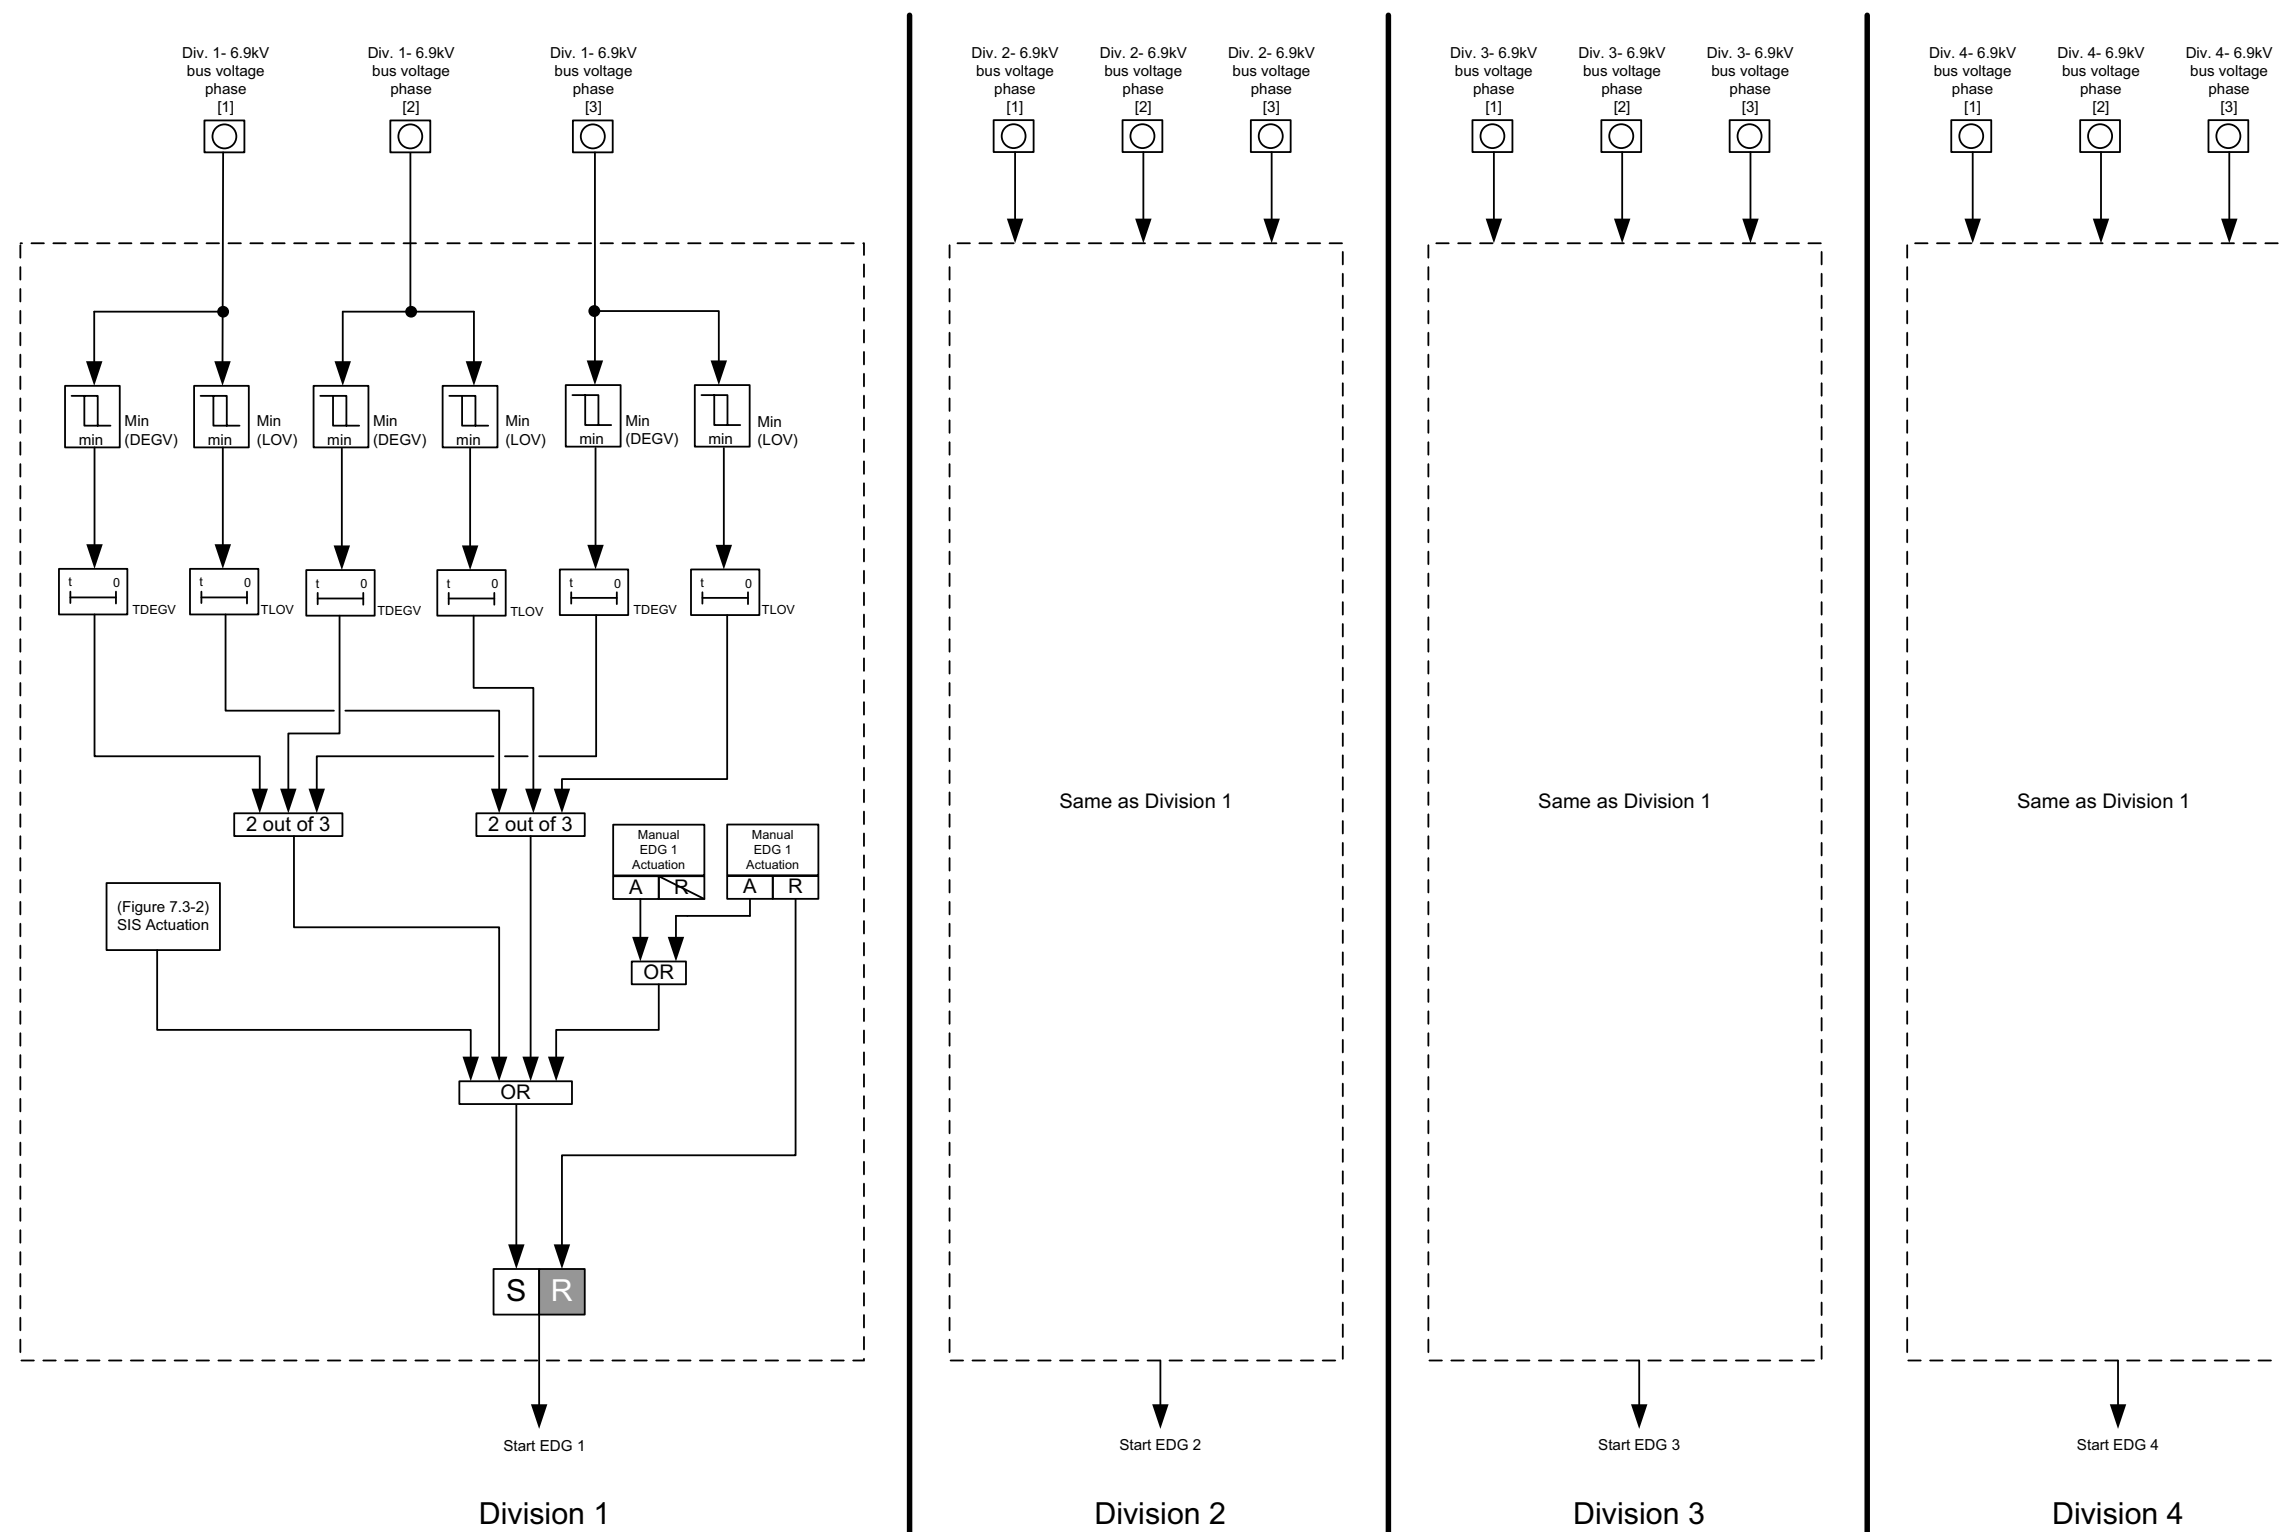 Div. 1- 6.9kV
bus voltage
phase
[1]
Div. 1- 6.9kV
bus voltage
phase
[2]
Div. 1- 6.9kV
bus voltage
phase
[3]
Div. 2- 6.9kV
bus voltage
phase
[1]
Div. 2- 6.9kV
bus voltage
phase
[2]
Div. 2- 6.9kV
bus voltage
phase
[3]
Div. 3- 6.9kV
bus voltage
phase
[1]
Div. 3- 6.9kV
bus voltage
phase
[2]
Div. 3- 6.9kV
bus voltage
phase
[3]
Div. 4- 6.9kV
bus voltage
phase
[1]
Div. 4- 6.9kV
bus voltage
phase
[2]
Div. 4- 6.9kV
bus voltage
phase
[3]
min
Min
(DEGV)
min
Min
(LOV)
min
Min
(DEGV)
min
Min
(LOV)
min
Min
(DEGV)
min
Min
(LOV)
t 0
TDEGV
t 0
TLOV
t 0
TDEGV
t 0
TLOV
t 0
TDEGV
t 0
TLOV
2 out of 3
2 out of 3
Manual
EDG 1
Actuation
A R
Manual
EDG 1
Actuation
A R
(Figure 7.3-2)
SIS Actuation
OR
OR
S R
Same as Division 1
Same as Division 1
Same as Division 1
Start EDG 1
Start EDG 2
Start EDG 3
Start EDG 4
Division 1
Division 2
Division 3
Division 4